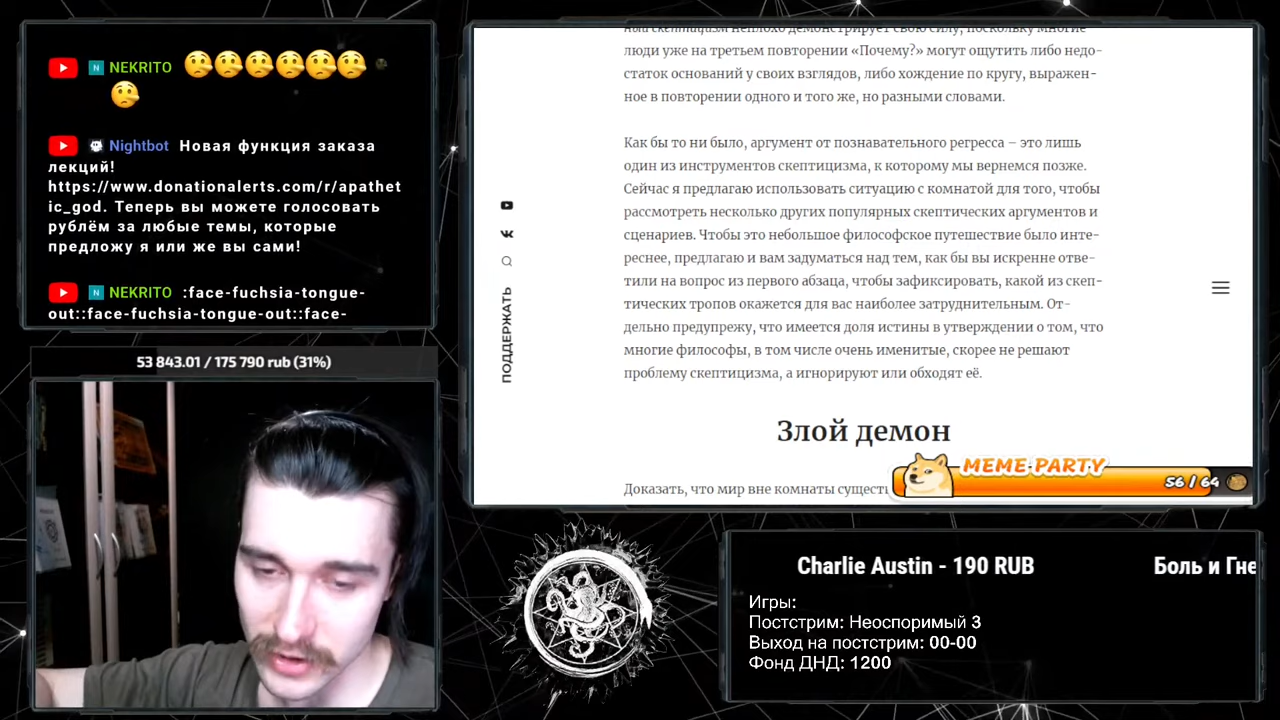 NEKRITO
Nightbot Новая функция заказа
лекций!
https://www.donationalerts.com/r/apathet
ic_god. Теперь вы можете голосовать
рублём за любые темы, которые
предложу я или же вы сами!
NEKRITO :face-fuchsia-tongue-
out::face-fuchsia-tongue-out::face-
53 843.01 / 175 790 rub (31%)
ПОДДЕРЖАТЬ
ный скептицизм неплохо демонстрирует свою силу, поскольку многие
люди уже на третьем повторении «Почему?» могут ощутить либо недо-
статок оснований у своих взглядов, либо хождение по кругу, выражен-
ное в повторении одного и того же, но разными словами.
Как бы то ни было, аргумент от познавательного регресса – это лишь
один из инструментов скептицизма, к которому мы вернемся позже.
Сейчас я предлагаю использовать ситуацию с комнатой для того, чтобы
рассмотреть несколько других популярных скептических аргументов и
сценариев. Чтобы это небольшое философское путешествие было инте-
реснее, предлагаю и вам задуматься над тем, как бы вы искренне отве-
тили на вопрос из первого абзаца, чтобы зафиксировать, какой из скеп-
тических тропов окажется для вас наиболее затруднительным. От-
дельно предупрежу, что имеется доля истины в утверждении о том, что
многие философы, в том числе очень именитые, скорее не решают
проблему скептицизма, а игнорируют или обходят её.
Злой демон
Доказать, что мир вне комнаты сущест
MEME PARTY
56 / 64
Charlie Austin - 190 RUB
Боль и Гне
Игры:
Постстрим: Неоспоримый 3
Выход на постстрим: 00-00
Фонд ДНД: 1200